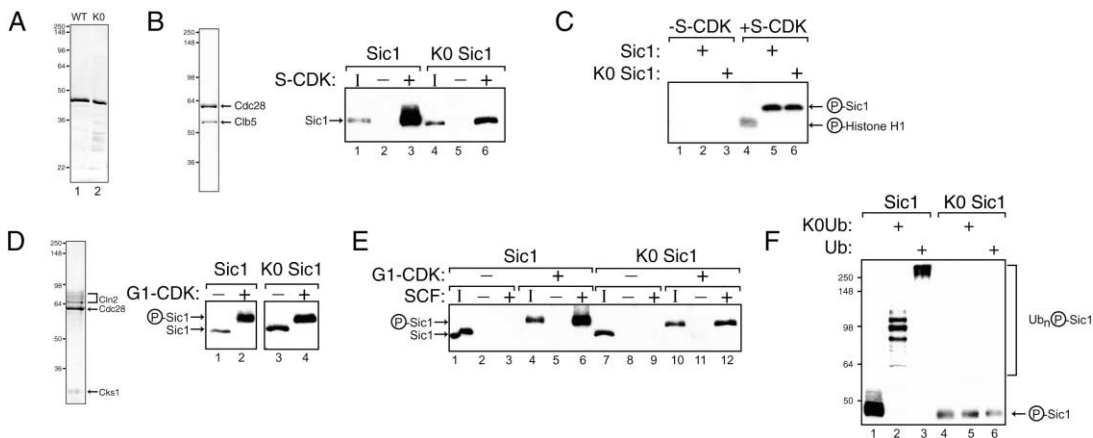 A
WT K0
250
148
98
64
50
36
22
1 2
B
250
148
98
64
50
36
Cdc28
Clb5
Sic1 K0 Sic1
S-CDK: I – + I – +
Sic1
1 2 3 4 5 6
C
-S-CDK +S-CDK
Sic1: + +
K0 Sic1: + +
P-Sic1
P-Histone H1
1 2 3 4 5 6
D
250
148
98
64
50
36
Cln2
Cdc28
Cks1
Sic1 K0 Sic1
G1-CDK: – + – +
P-Sic1
Sic1
1 2 3 4
E
Sic1 K0 Sic1
G1-CDK: – + – +
SCF: I – + I – + I – + I – +
P-Sic1
Sic1
1 2 3 4 5 6 7 8 9 10 11 12
F
Sic1 K0 Sic1
K0Ub: + +
Ub: + +
250
148
98
64
50
Ubn P-Sic1
P-Sic1
1 2 3 4 5 6